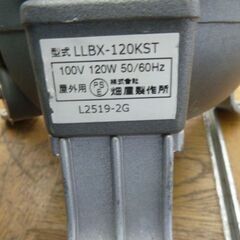 型式 LLBX-120KST
100V 120W 50/60Hz
屋外用 PSE 株式会社 畑屋製作所
L2519-2G